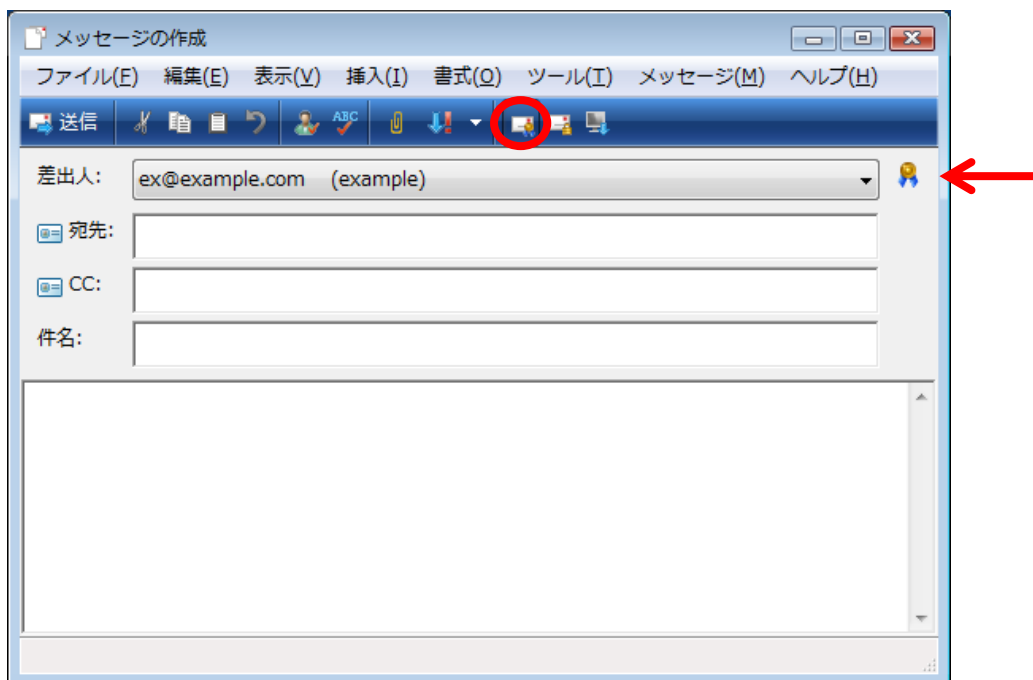 メッセージの作成
ファイル(F) 編集(E) 表示(V) 挿入(I) 書式(O) ツール(T) メッセージ(M) ヘルプ(H)
送信 ABC
差出人: ex@example.com (example)
宛先:
CC:
件名: